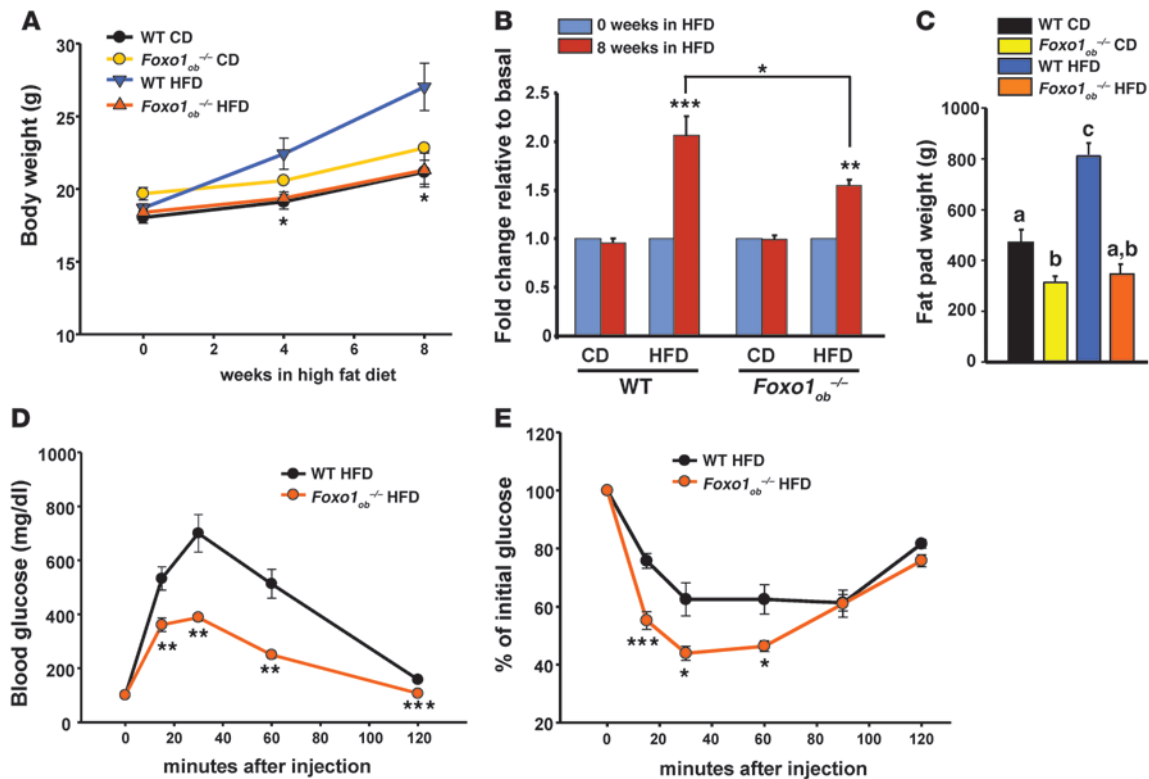 A
WT CD
Foxo1ob–/– CD
WT HFD
Foxo1ob–/– HFD
Body weight (g)
30
25
20
15
10
*
*
0
4
8
weeks in high fat diet
B
0 weeks in HFD
8 weeks in HFD
Fold change relative to basal
2.5
2.0
1.5
1.0
0.5
0
*
***
**
CD
HFD
CD
HFD
WT
Foxo1ob–/–
C
WT CD
Foxo1ob–/– CD
WT HFD
Foxo1ob–/– HFD
Fat pad weight (g)
1000
800
600
400
200
0
a
b
c
a,b
D
WT HFD
Foxo1ob–/– HFD
Blood glucose (mg/dl)
1000
800
600
400
200
0
**
**
**
***
0
20
40
60
80
100
120
minutes after injection
E
WT HFD
Foxo1ob–/– HFD
% of initial glucose
120
100
80
60
40
20
***
*
*
0
20
40
60
80
100
120
minutes after injection